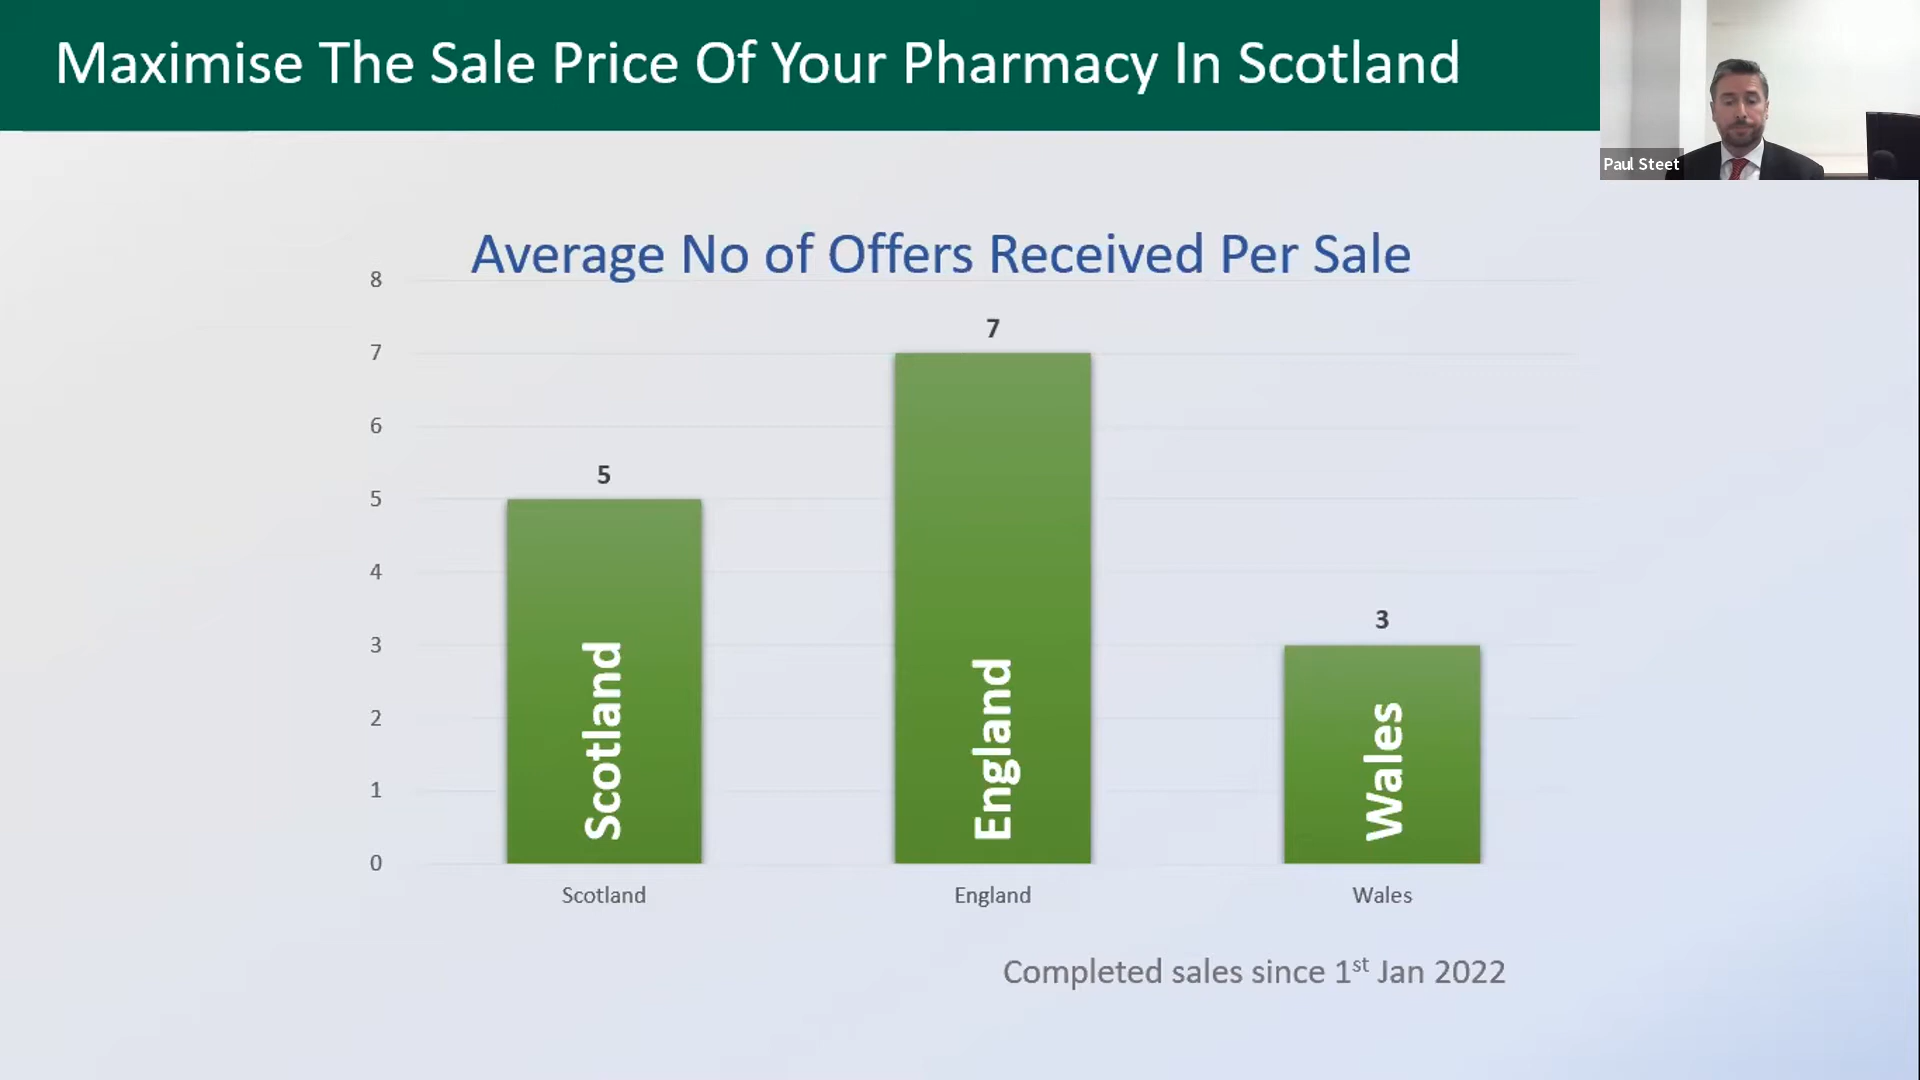 Maximise The Sale Price Of Your Pharmacy In Scotland
Paul Steet
Average No of Offers Received Per Sale
8
7
6
5
4
3
2
1
0
5
7
3
Scotland
England
Wales
Scotland
England
Wales
Completed sales since 1st Jan 2022